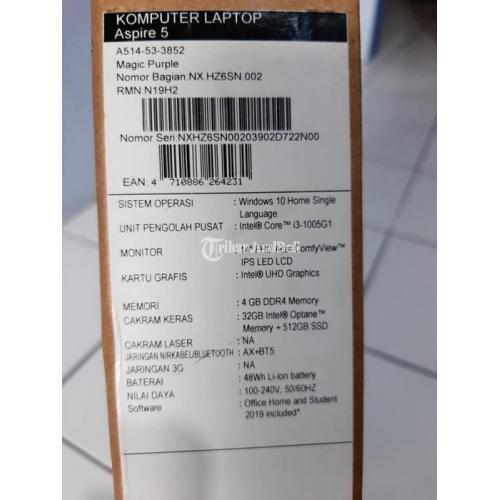 KOMPUTER LAPTOP
Aspire 5
A514-53-3852
Magic Purple
Nomor Bagian:NX.HZ6SN.002
RMN:N19H2
Nomor Seri:NXHZ6SN00203902D722N00
EAN: 4 710886 264231
SISTEM OPERASI : Windows 10 Home Single
Language
UNIT PENGOLAH PUSAT : Intel® Core™ i3-1005G1
MONITOR : ComfyView™
IPS LED LCD
KARTU GRAFIS : Intel® UHD Graphics
MEMORI : 4 GB DDR4 Memory
CAKRAM KERAS : 32GB Intel® Optane™
Memory + 512GB SSD
CAKRAM LASER : NA
JARINGAN NIRKABEL/BLUETOOTH : AX+BT5
JARINGAN 3G : NA
BATERAI : 48Wh Li-ion battery
NILAI DAYA : 100-240V, 50/60HZ
Software : Office Home and Student
2019 included*